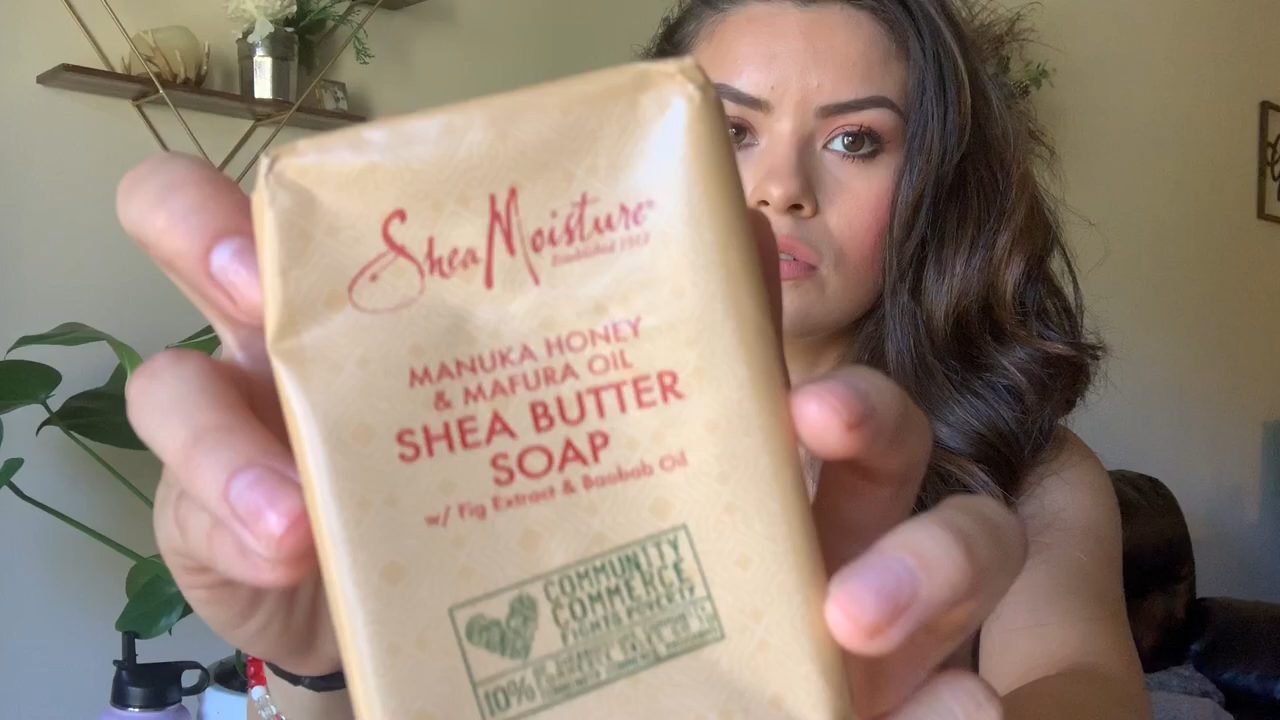 SheaMoisture
Established 1912
MANUKA HONEY
& MAFURA OIL
SHEA BUTTER
SOAP
w/ Fig Extract & Baobab Oil
COMMUNITY
COMMERCE
FIGHTS POVERTY
10%